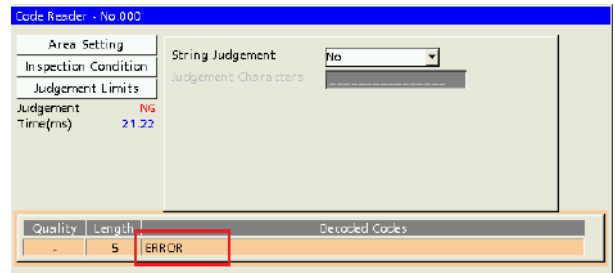 Code Reader - No.000
Area Setting
Inspection Condition
Judgement Limits
Judgement NG
Time(ms) 21.22
String Judgement No
Judgement Characters ________________
Quality Length Decoded Codes
- 5 ERROR